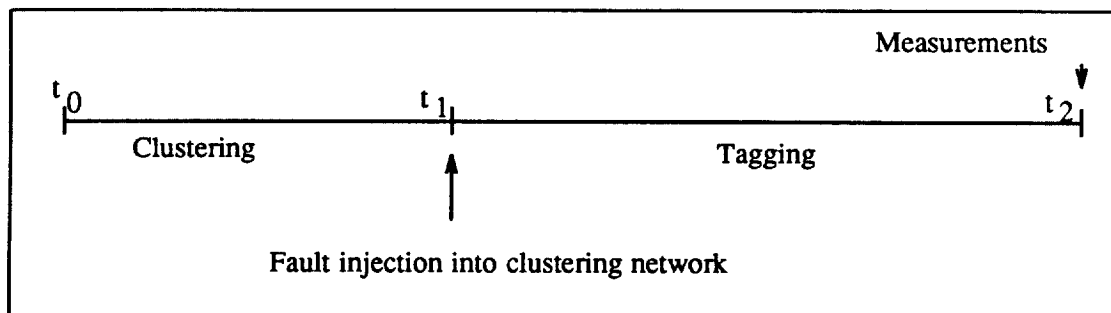 Measurements
t0 t1 t2
Clustering Tagging
Fault injection into clustering network